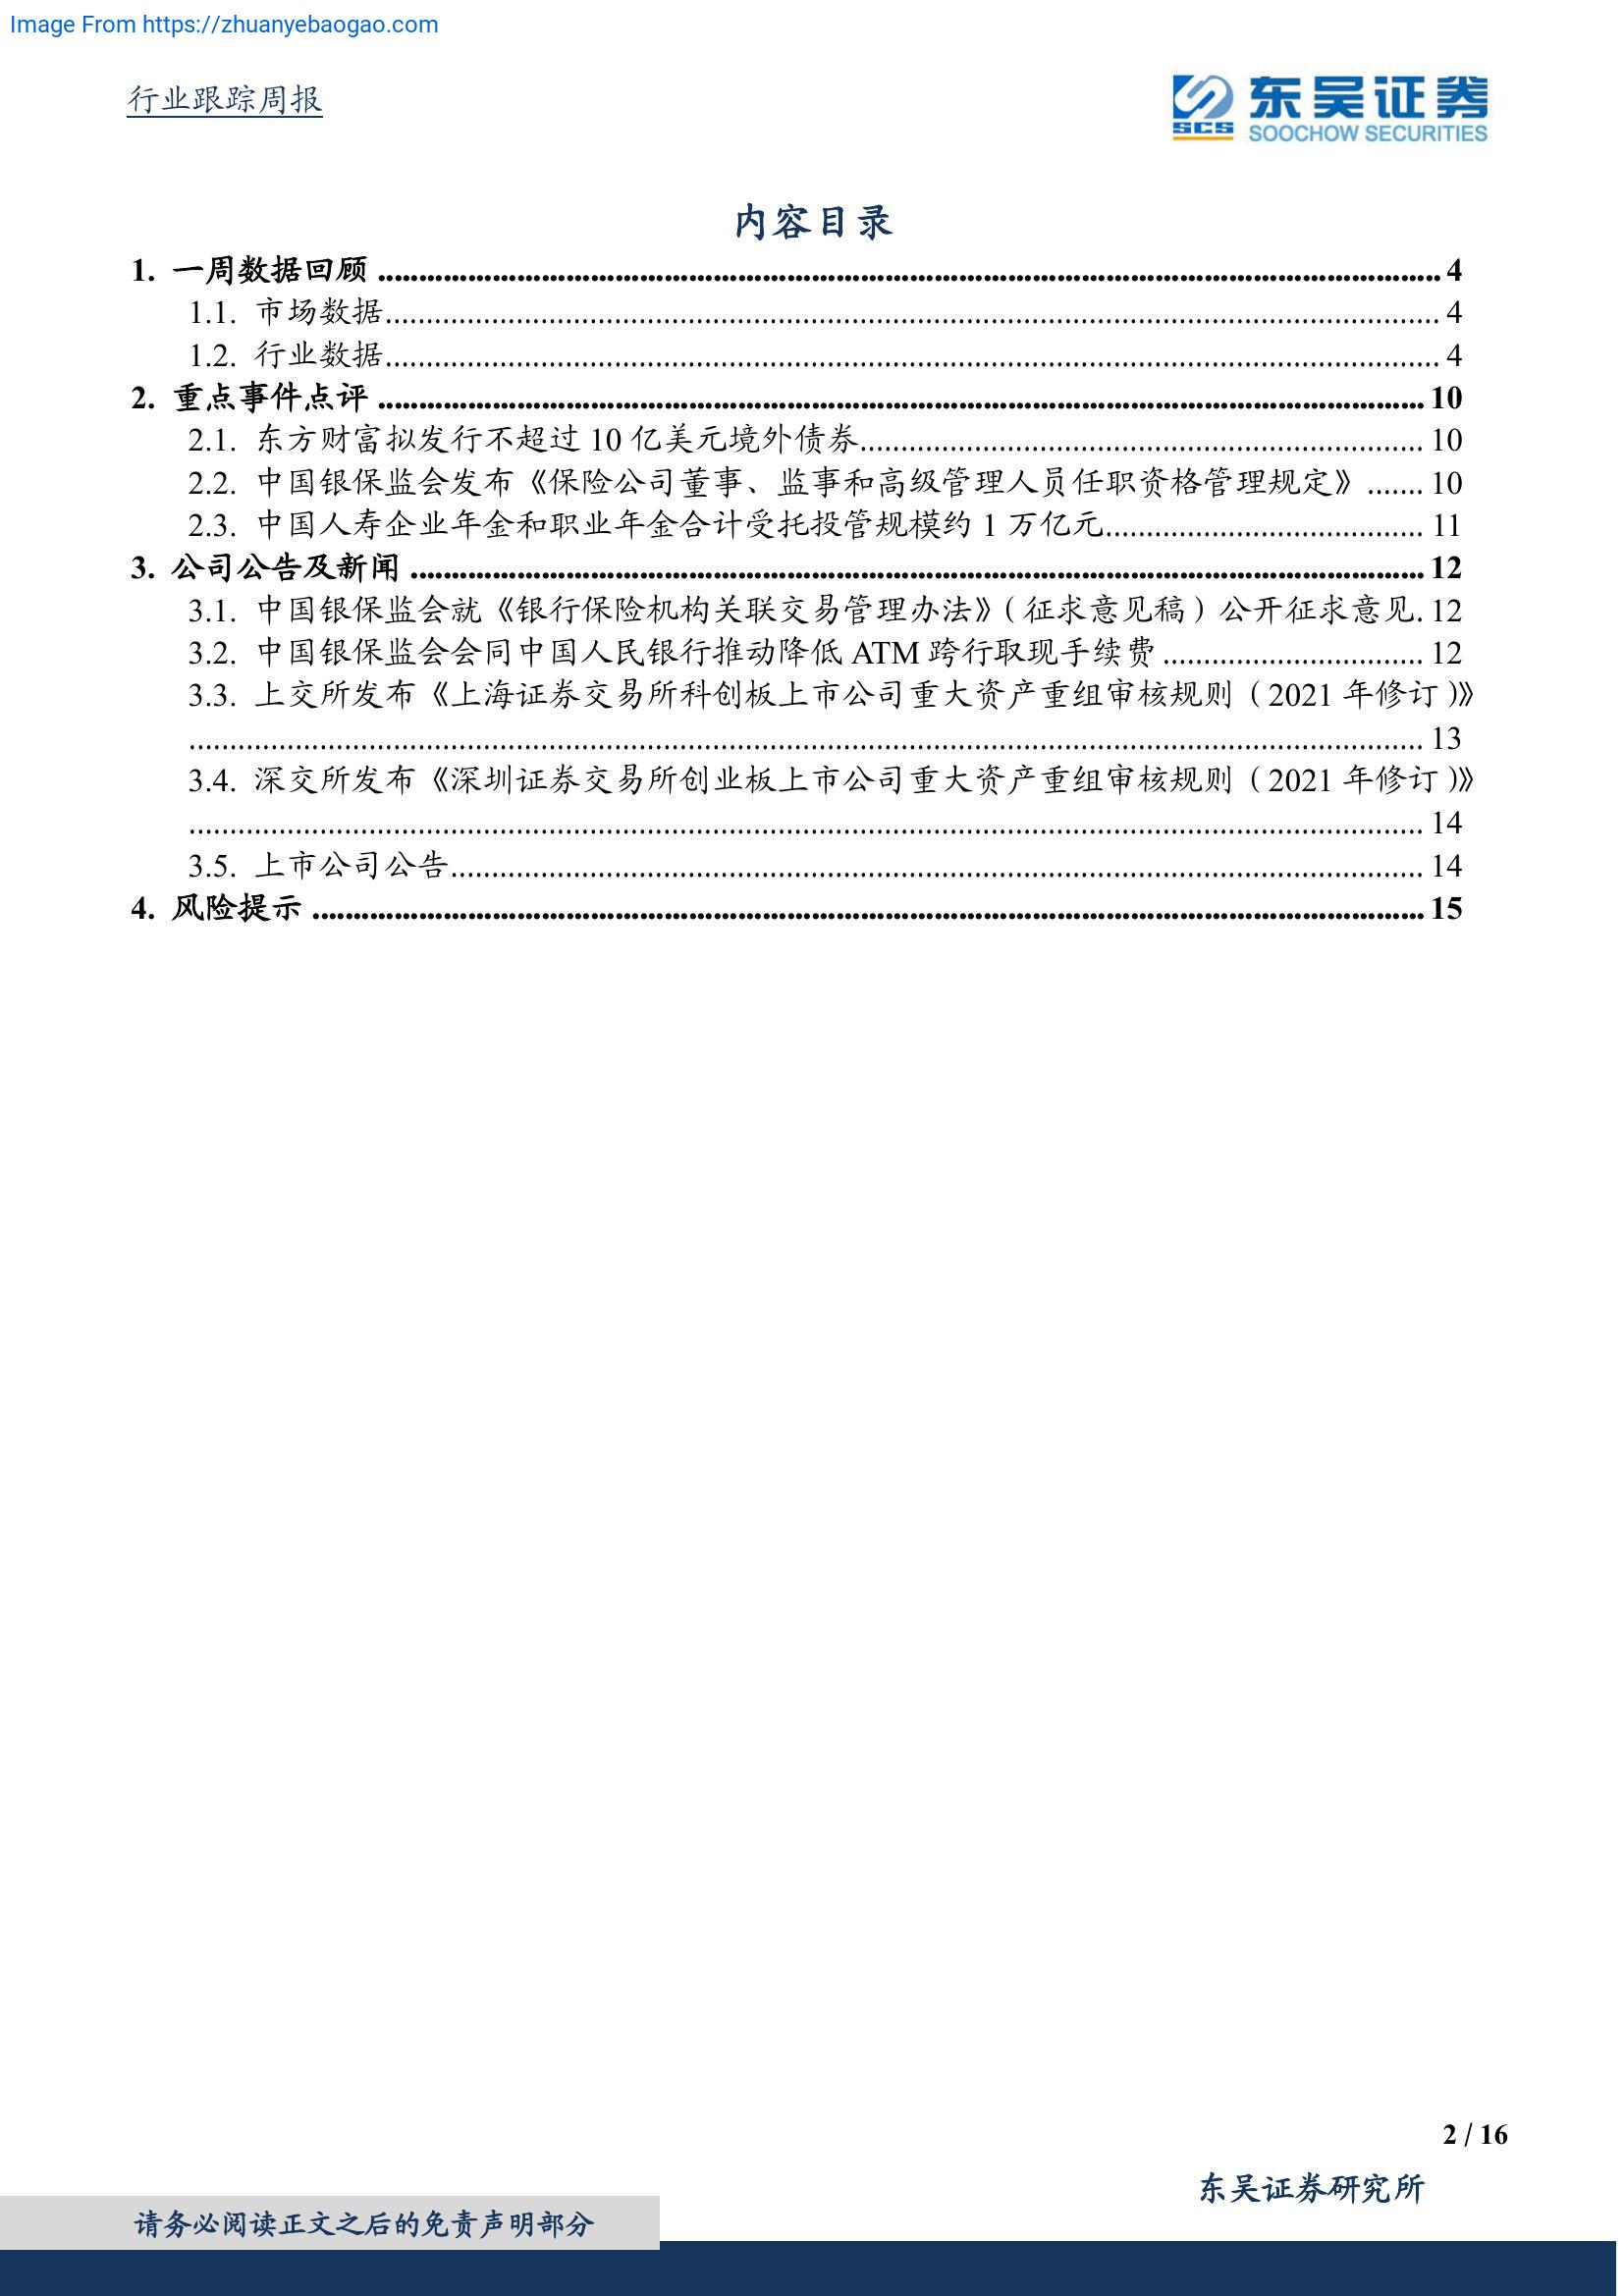 Image From https://zhuanyebaogao.com
行业跟踪周报
东吴证券
SCS
SOOCHOW SECURITIES
内容目录
1. 一周数据回顾 ........................................ 4
1.1. 市场数据 ........................................ 4
1.2. 行业数据 ........................................ 4
2. 重点事件点评 ........................................ 10
2.1. 东方财富拟发行不超过 10 亿美元境外债券 ........................................ 10
2.2. 中国银保监会发布《保险公司董事、监事和高级管理人员任职资格管理规定》 ....... 10
2.3. 中国人寿企业年金和职业年金合计受托投管规模约 1 万亿元 ........................................ 11
3. 公司公告及新闻 ........................................ 12
3.1. 中国银保监会就《银行保险机构关联交易管理办法》（征求意见稿）公开征求意见. 12
3.2. 中国银保监会会同中国人民银行推动降低 ATM 跨行取现手续费 ................................ 12
3.3. 上交所发布《上海证券交易所科创板上市公司重大资产重组审核规则（2021 年修订）》
........................................ 13
3.4. 深交所发布《深圳证券交易所创业板上市公司重大资产重组审核规则（2021 年修订）》
........................................ 14
3.5. 上市公司公告 ........................................ 14
4. 风险提示 ........................................ 15
2 / 16
东吴证券研究所
请务必阅读正文之后的免责声明部分